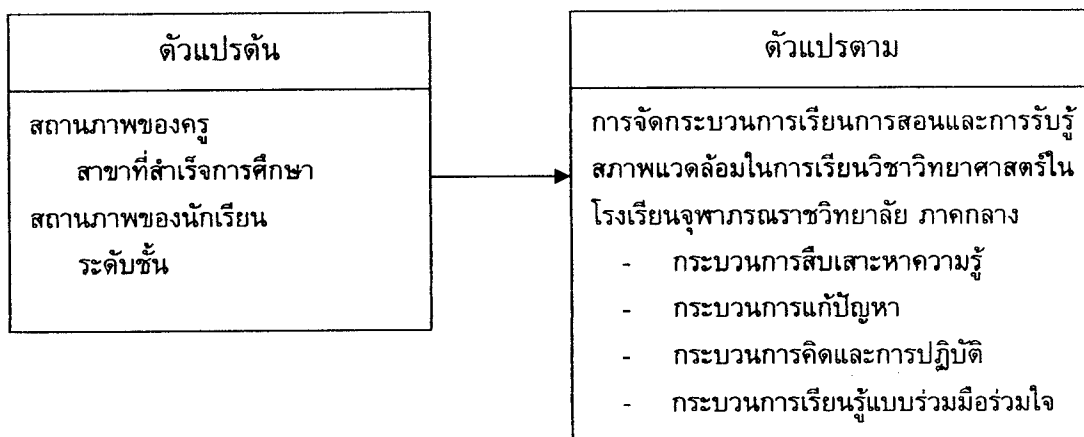 ตัวแปรต้น
สถานภาพของครู
สาขาที่สำเร็จการศึกษา
สถานภาพของนักเรียน
ระดับชั้น
ตัวแปรตาม
การจัดกระบวนการเรียนการสอนและการรับรู้
สภาพแวดล้อมในการเรียนวิชาวิทยาศาสตร์ใน
โรงเรียนจุฬาภรณราชวิทยาลัย ภาคกลาง
- กระบวนการสืบเสาะหาความรู้
- กระบวนการแก้ปัญหา
- กระบวนการคิดและการปฏิบัติ
- กระบวนการเรียนรู้แบบร่วมมือร่วมใจ